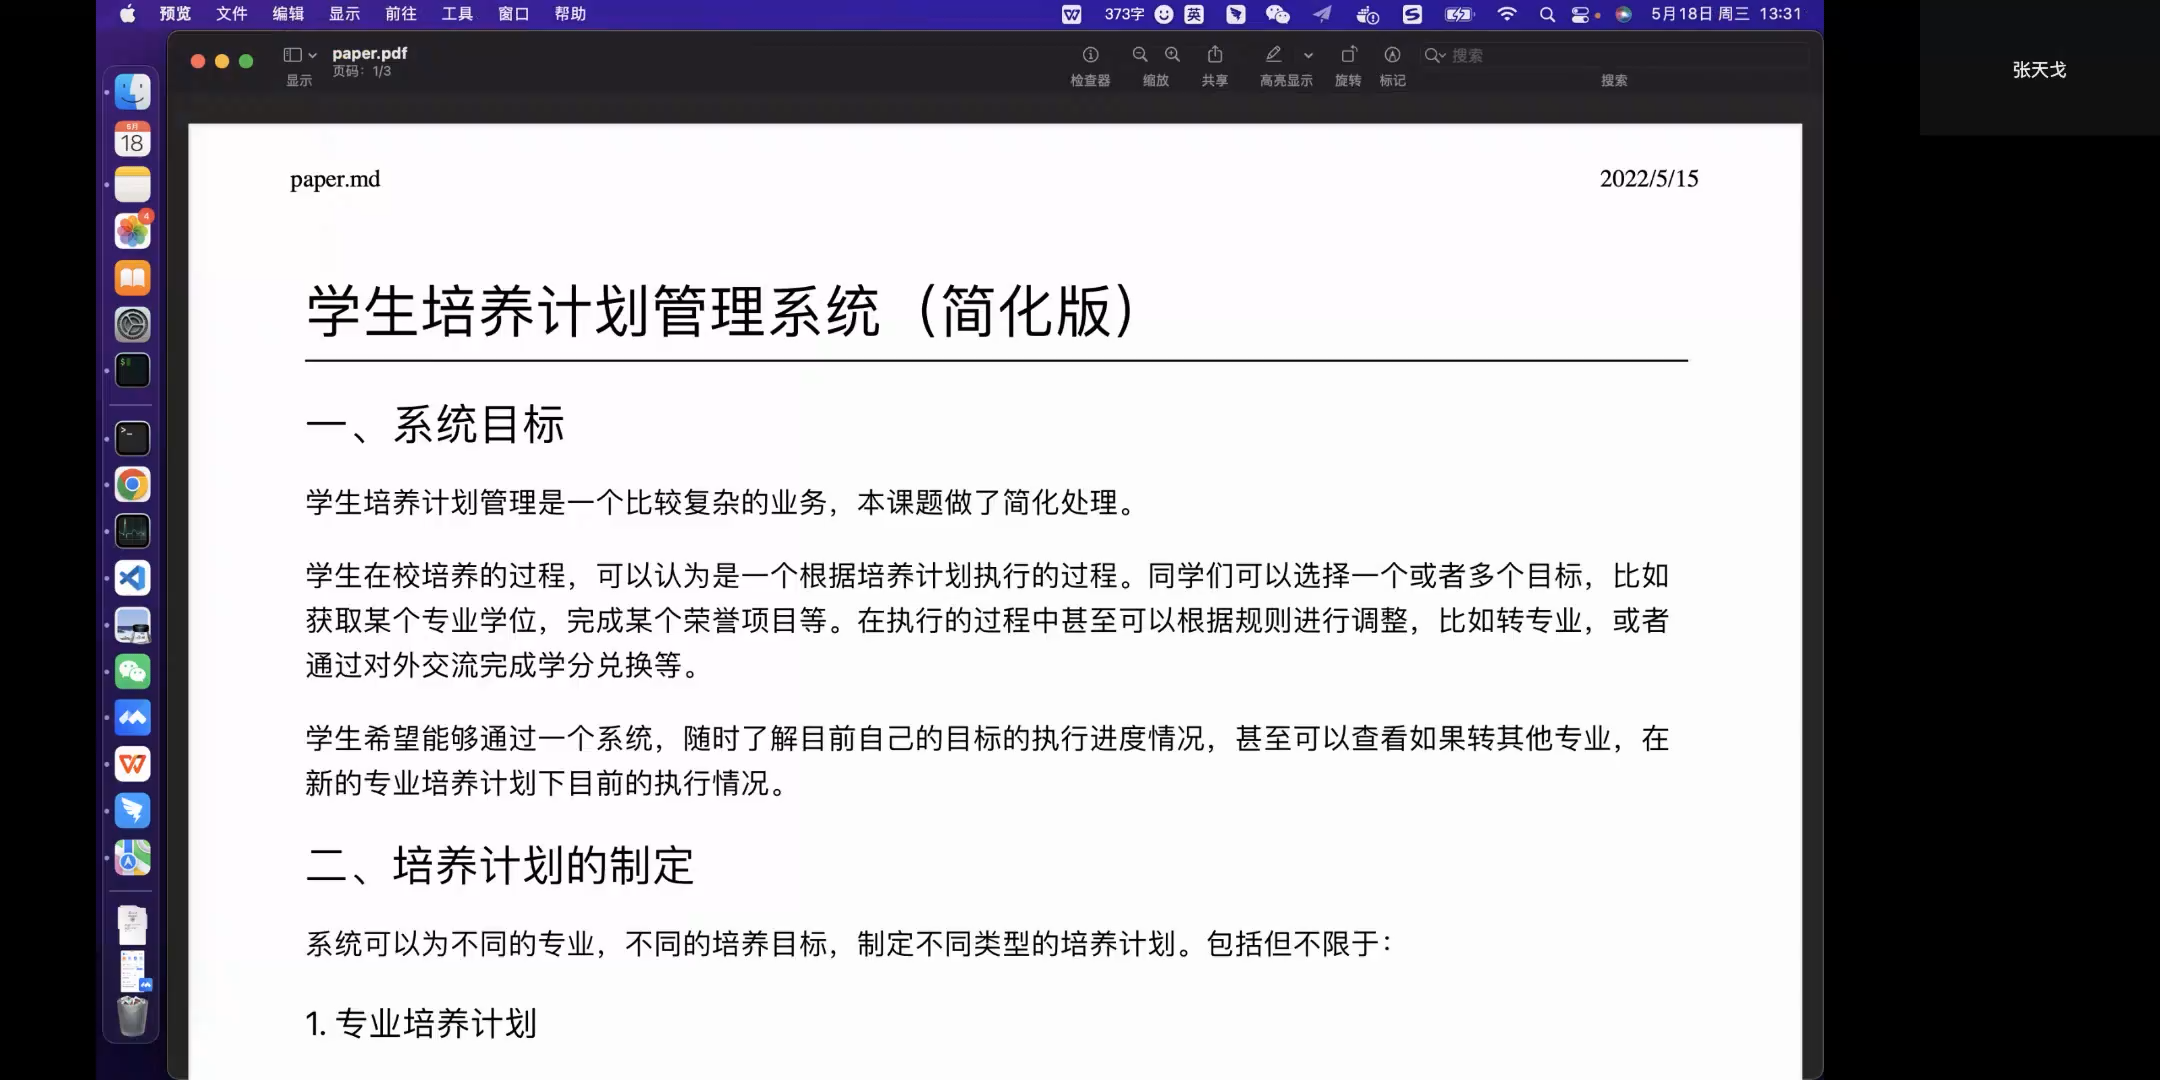 预览 文件 编辑 显示 前往 工具 窗口 帮助 373字 英 5月18日 周三 13:31
张天戈
paper.pdf
页码：1/3
搜索
显示 检查器 缩放 共享 高亮显示 旋转 标记 搜索
5月
18
4
paper.md 2022/5/15
学生培养计划管理系统（简化版）
一、系统目标
学生培养计划管理是一个比较复杂的业务，本课题做了简化处理。
学生在校培养的过程，可以认为是一个根据培养计划执行的过程。同学们可以选择一个或者多个目标，比如
获取某个专业学位，完成某个荣誉项目等。在执行的过程中甚至可以根据规则进行调整，比如转专业，或者
通过对外交流完成学分兑换等。
学生希望能够通过一个系统，随时了解目前自己的目标的执行进度情况，甚至可以查看如果转其他专业，在
新的专业培养计划下目前的执行情况。
二、培养计划的制定
系统可以为不同的专业，不同的培养目标，制定不同类型的培养计划。包括但不限于：
1. 专业培养计划